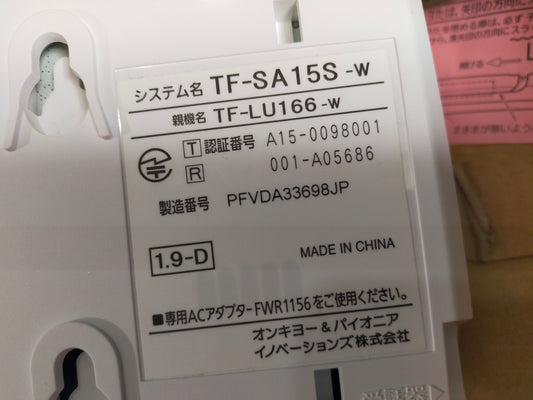 システム名 TF-SA15S-W
親機名 TF-LU166-W
T 認証番号 A15-0098001
R 001-A05686
製造番号 PFVDA33698JP
1.9-D
MADE IN CHINA
■専用ACアダプターFWR1156をご使用ください。
オンキヨー&パイオニア
イノベーションズ株式会社